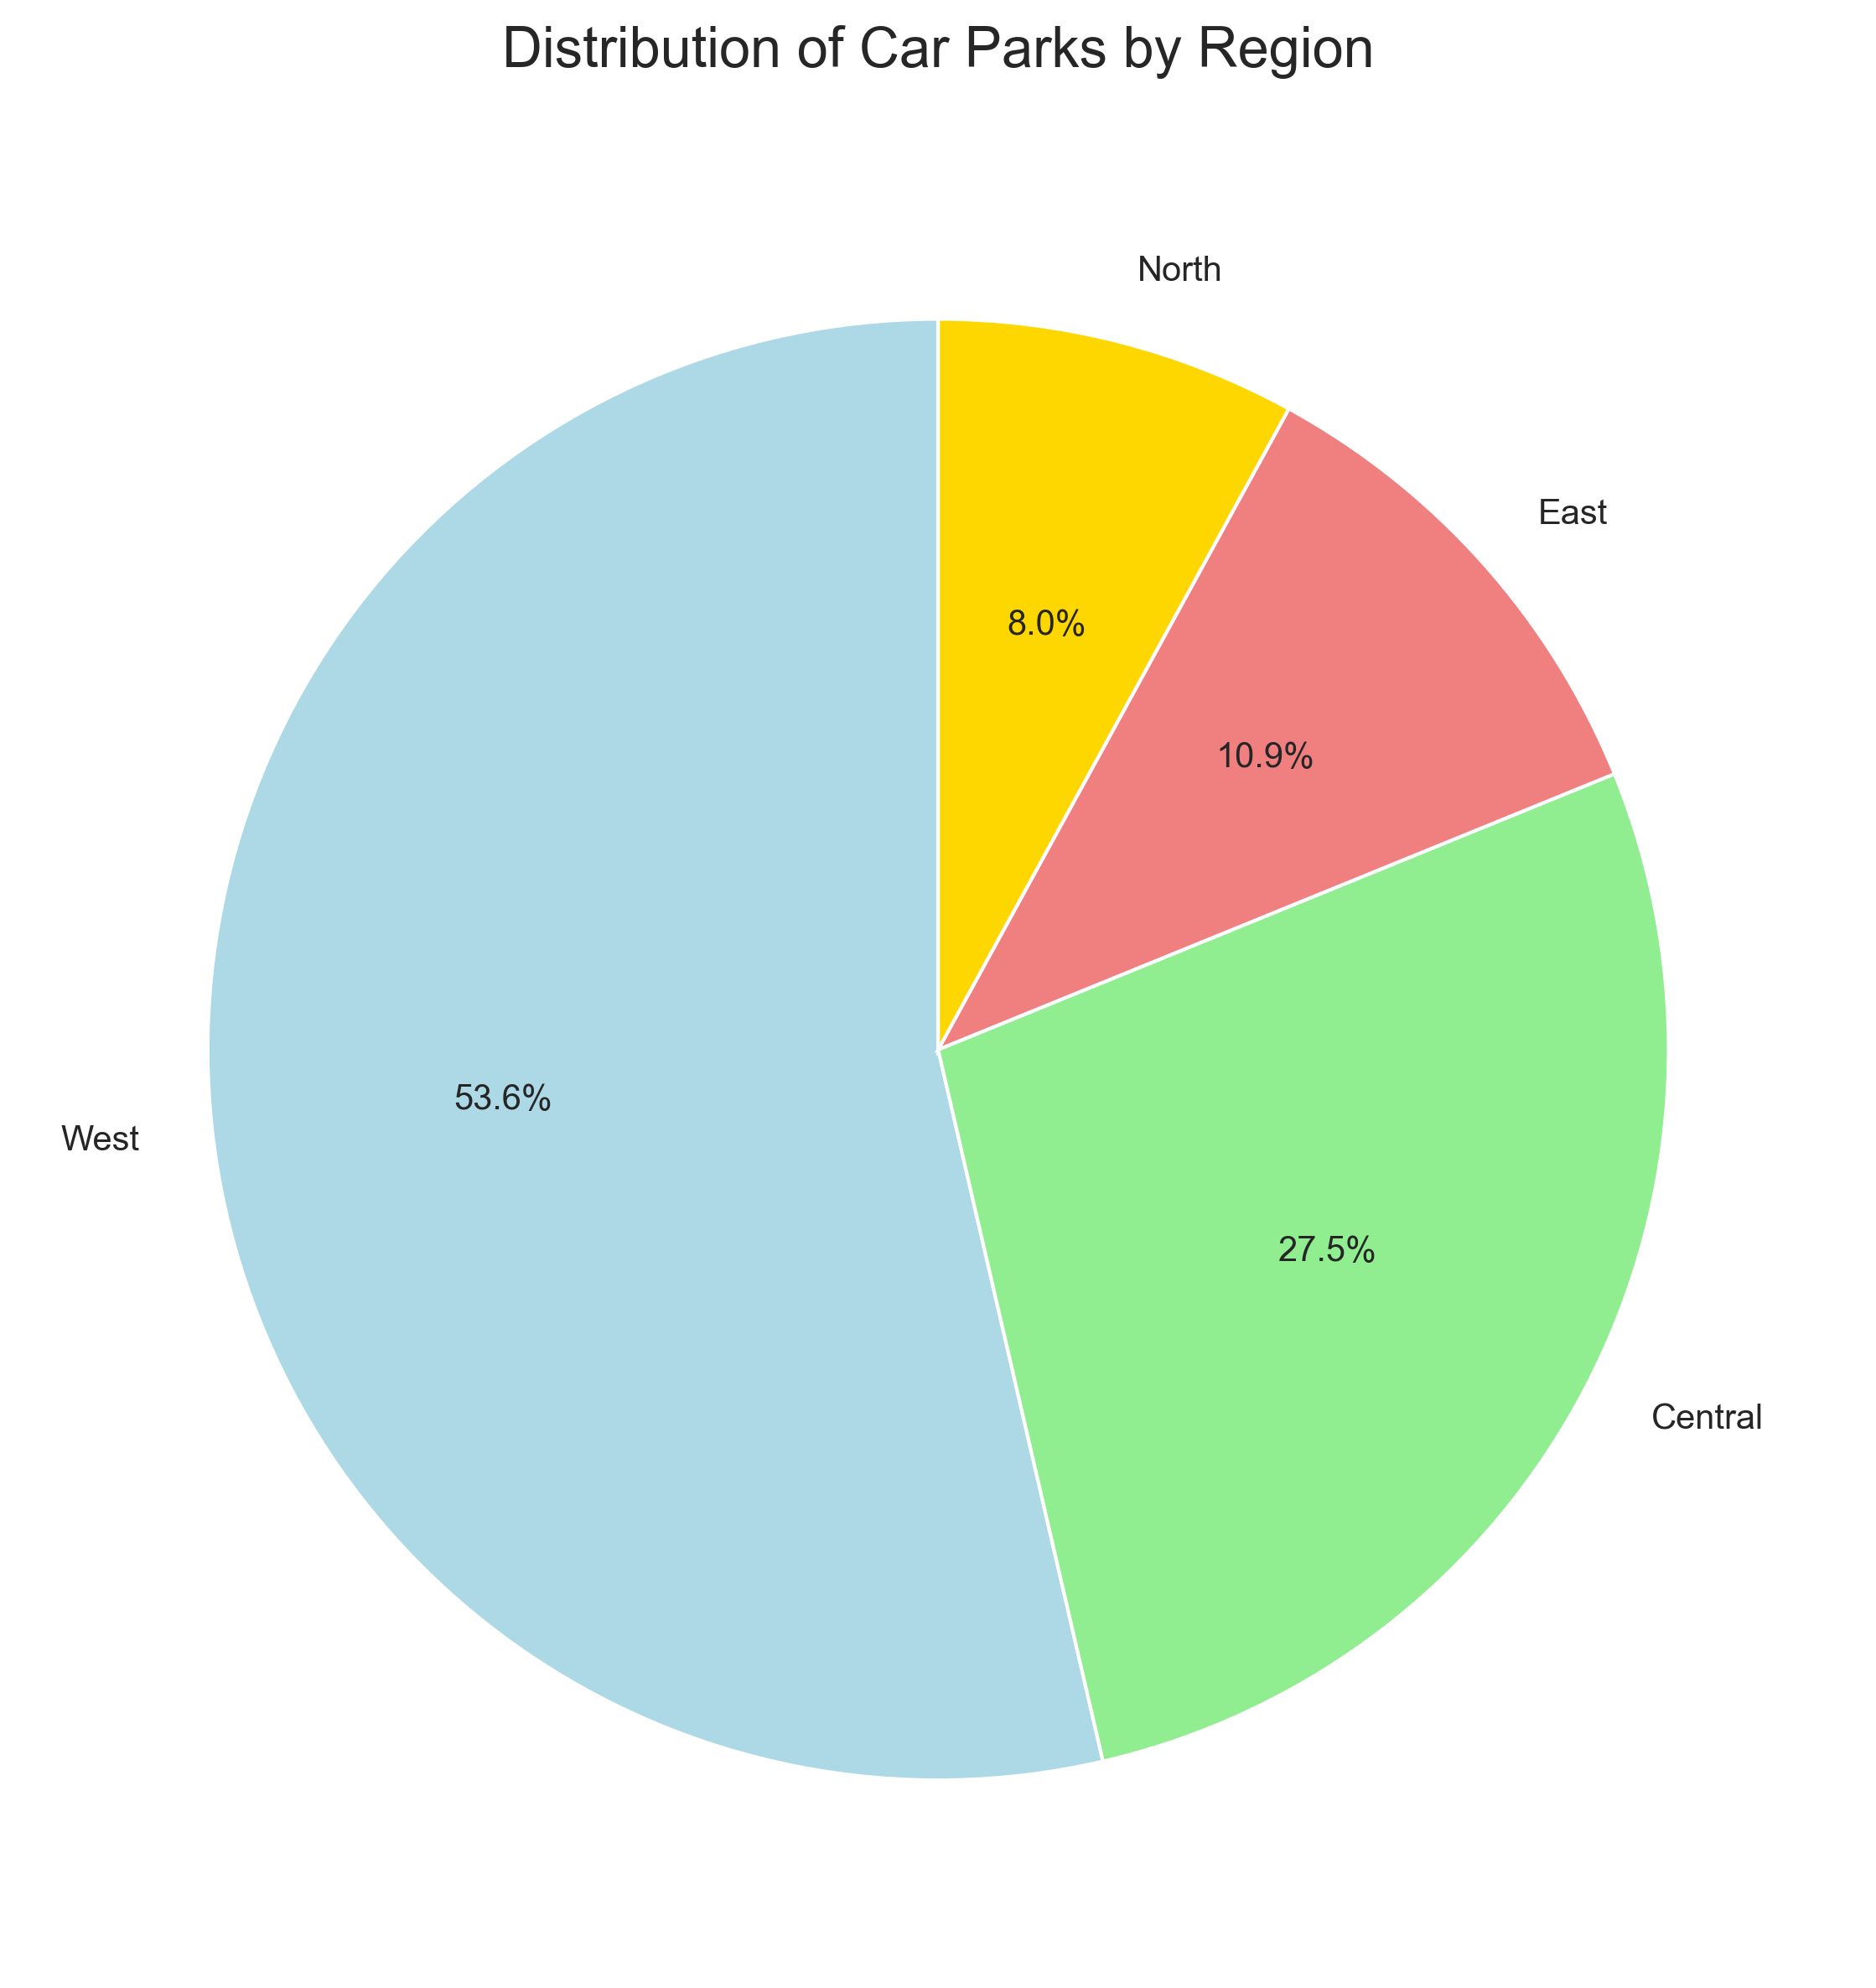 Distribution of Car Parks by Region
North
East
8.0%
10.9%
53.6%
West
27.5%
Central